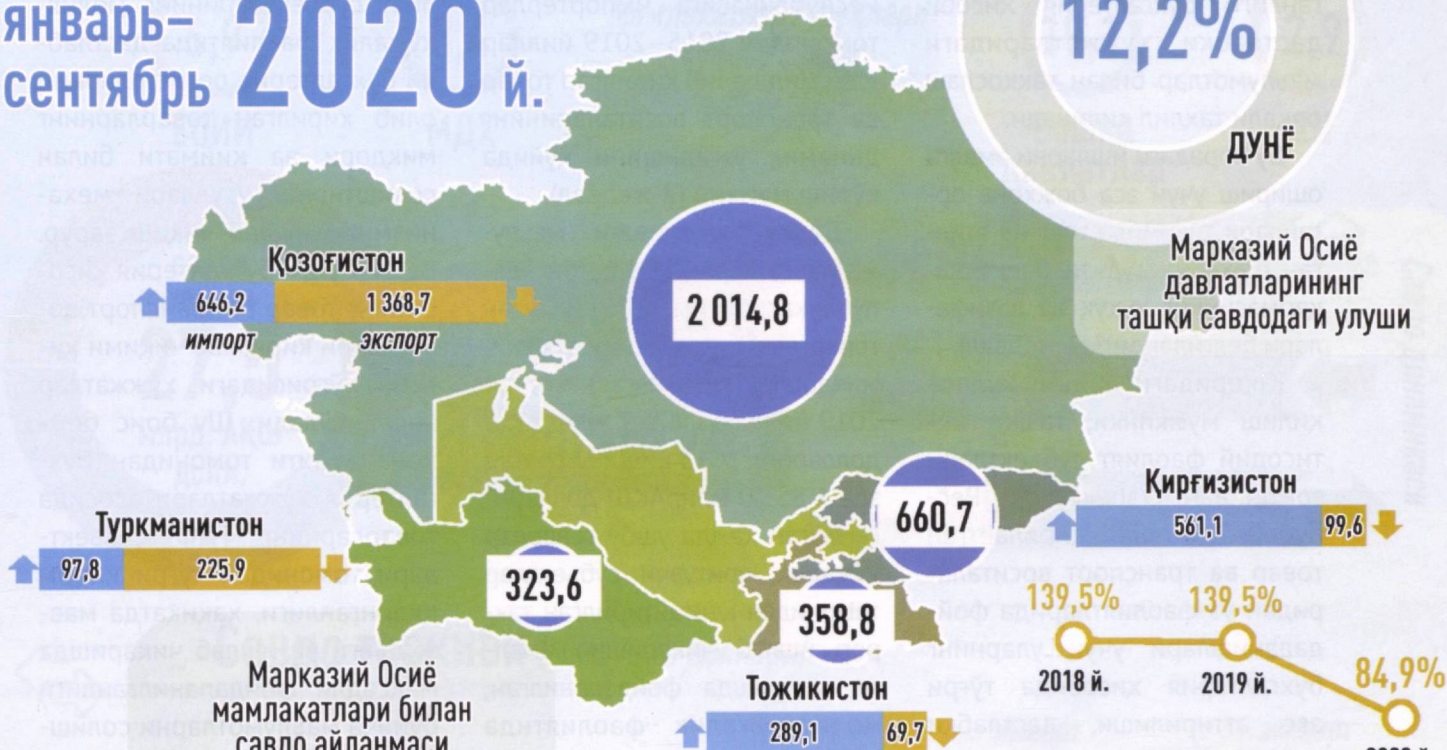 январь–
сентябрь 2020 й.
12,2%
ДУНЁ
Марказий Осиё
давлатларининг
ташқи савдодаги улуши
Қозоғистон
646,2 1 368,7
импорт экспорт
2 014,8
Қирғизистон
561,1 99,6
660,7
Туркманистон
97,8 225,9
323,8
358,8
Тожикистон
289,1 69,7
139,5% 139,5%
84,9%
2018 й. 2019 й.
Марказий Осиё
мамлакатлари билан
савдо айланмаси